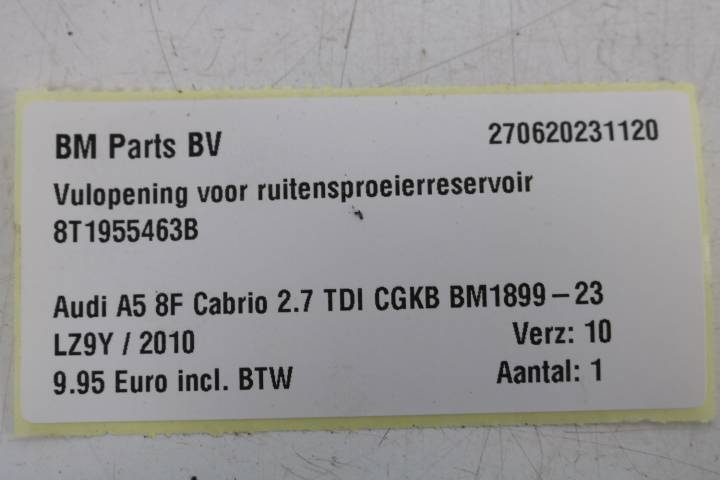 BM Parts BV 270620231120
Vulopening voor ruitensproeierreservoir
8T1955463B
Audi A5 8F Cabrio 2.7 TDI CGKB BM1899-23
LZ9Y / 2010 Verz: 10
9.95 Euro incl. BTW Aantal: 1